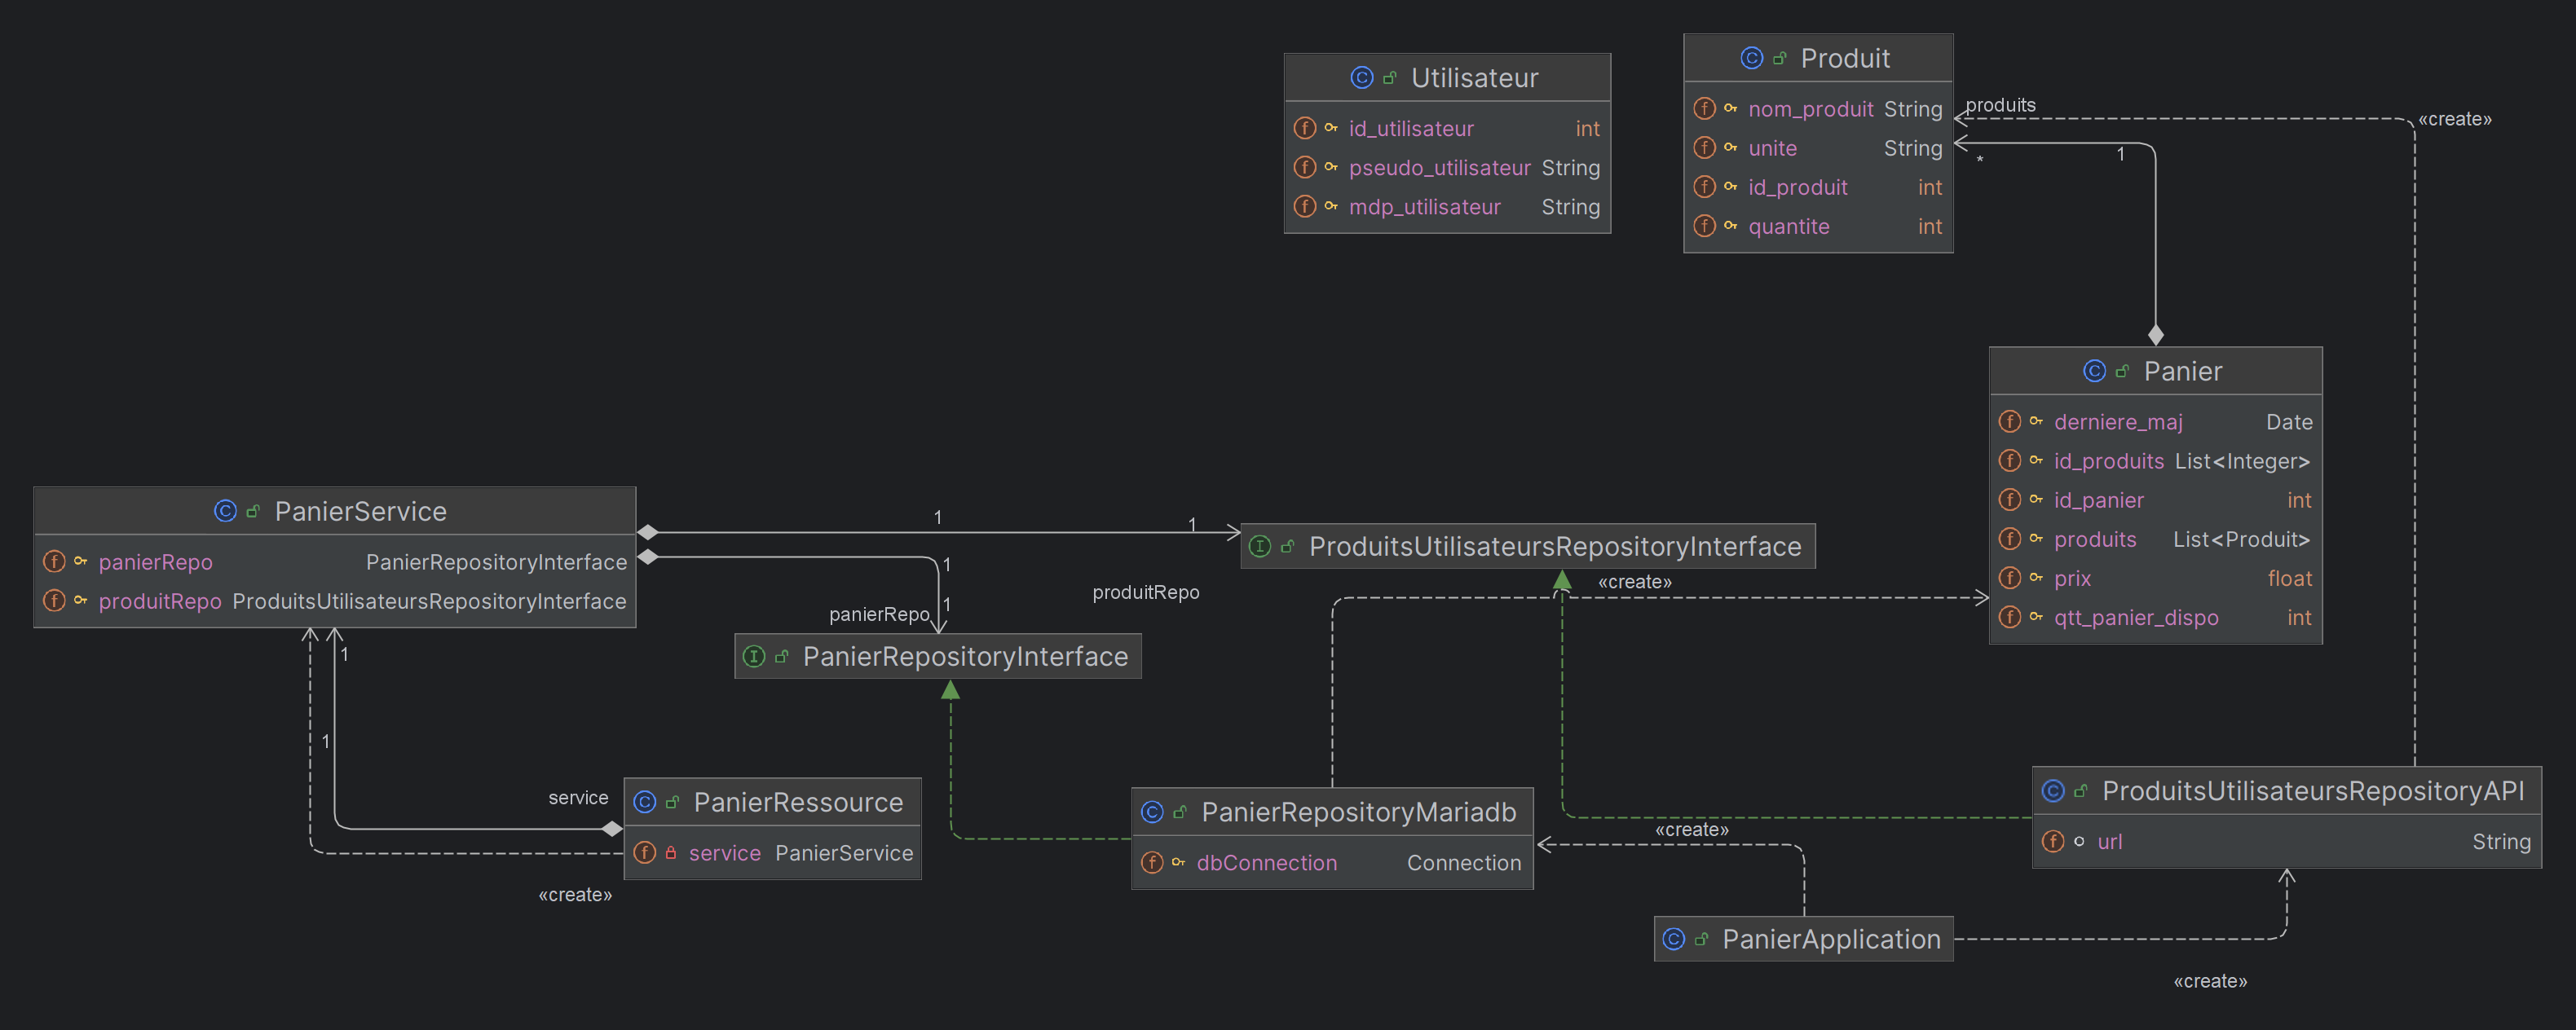 Utilisateur
id_utilisateur int
pseudo_utilisateur String
mdp_utilisateur String
Produit
nom_produit String
unite String
id_produit int
quantite int
produits
«create»
*
1
Panier
derniere_maj Date
id_produits List<Integer>
id_panier int
produits List<Produit>
prix float
qtt_panier_dispo int
PanierService
panierRepo PanierRepositoryInterface
produitRepo ProduitsUtilisateursRepositoryInterface
1
1
1
1
produitRepo
panierRepo
ProduitsUtilisateursRepositoryInterface
«create»
PanierRepositoryInterface
1
1
service
«create»
PanierRessource
service PanierService
PanierRepositoryMariadb
dbConnection Connection
«create»
ProduitsUtilisateursRepositoryAPI
url String
PanierApplication
«create»